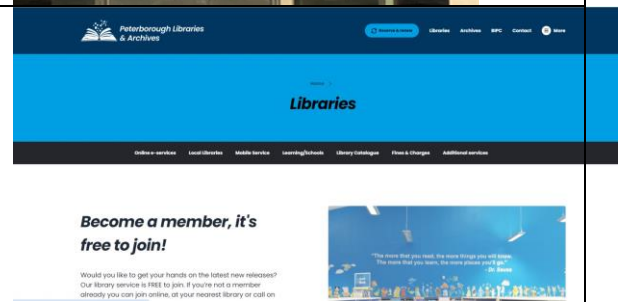 Peterborough Libraries
& Archives
Libraries Archives BIPC Contact More
Libraries
Online e-services Local Libraries Mobile Service Learning/Schools Library Catalogue Fines & Charges Additional services
Become a member, it's
free to join!
Would you like to get your hands on the latest new releases?
Our library service is FREE to join. If you're not a member
already you can join online, at your nearest library or call on
"The more that you read, the more things you will know.
The more that you learn, the more places you'll go."
- Dr. Seuss